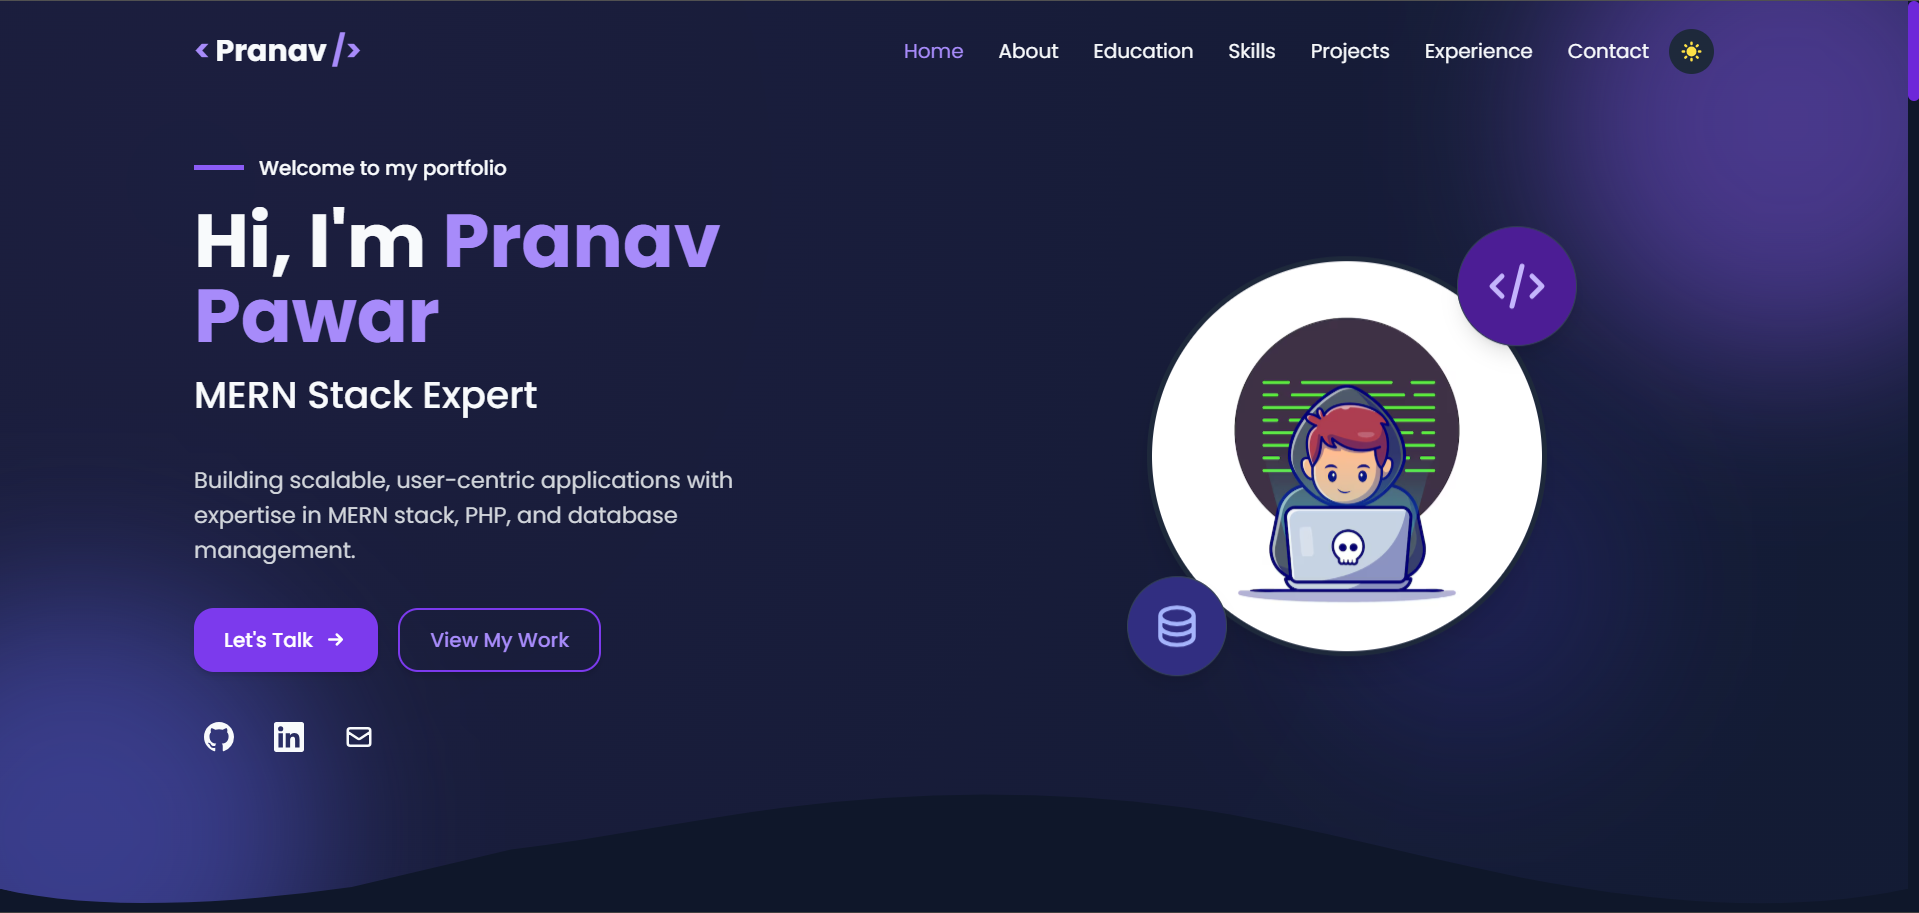 < Pranav />
Home About Education Skills Projects Experience Contact
Welcome to my portfolio
Hi, I'm Pranav
Pawar
MERN Stack Expert
Building scalable, user-centric applications with
expertise in MERN stack, PHP, and database
management.
Let's Talk →
View My Work